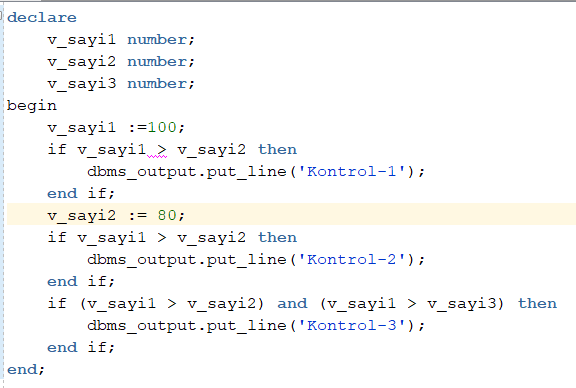 declare
    v_sayi1 number;
    v_sayi2 number;
    v_sayi3 number;
begin
    v_sayi1 :=100;
    if v_sayi1 > v_sayi2 then
        dbms_output.put_line('Kontrol-1');
    end if;
    v_sayi2 := 80;
    if v_sayi1 > v_sayi2 then
        dbms_output.put_line('Kontrol-2');
    end if;
    if (v_sayi1 > v_sayi2) and (v_sayi1 > v_sayi3) then
        dbms_output.put_line('Kontrol-3');
    end if;
end;